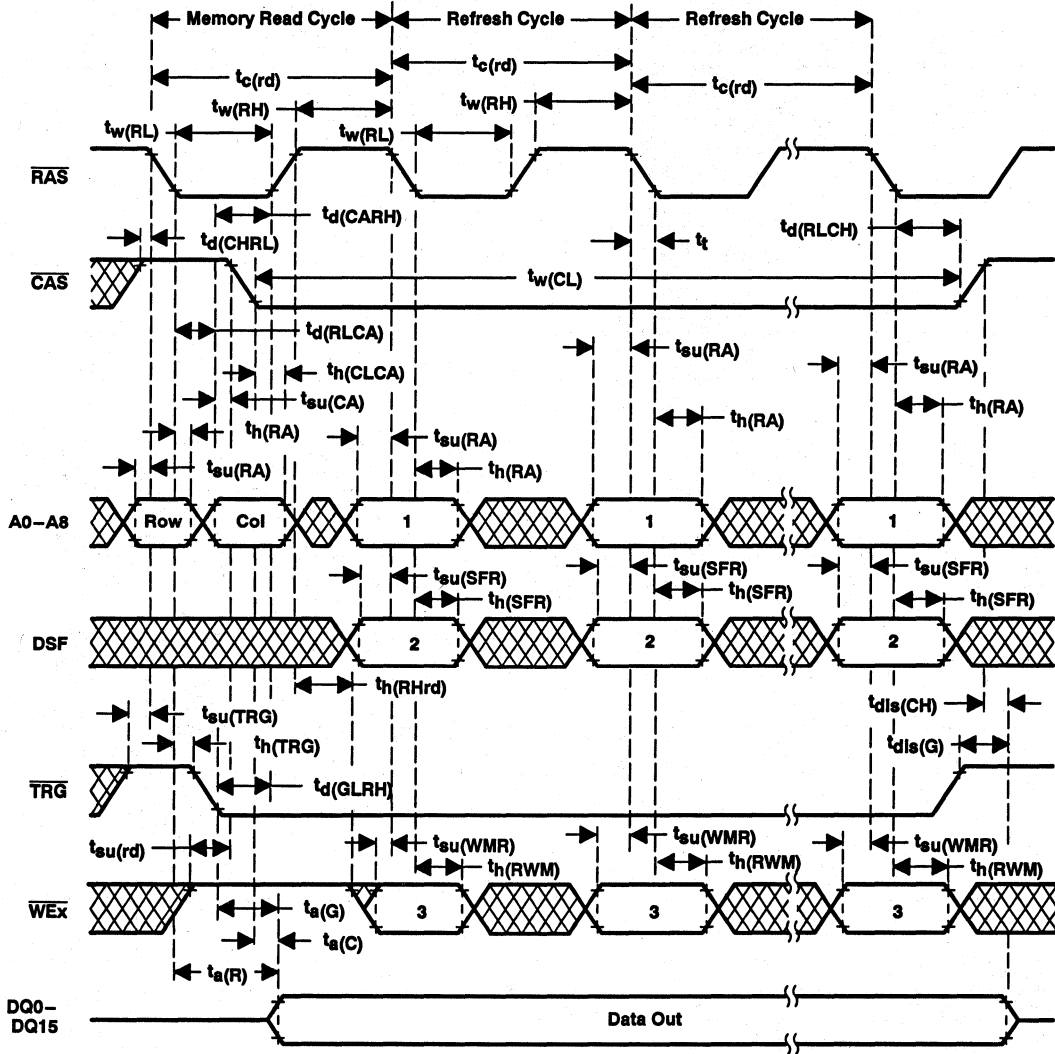 Memory Read Cycle Refresh Cycle Refresh Cycle
tc(rd) tc(rd) tc(rd)
tw(RH) tw(RH)
tw(RL) tw(RL)
RAS
td(CARH)
td(CHRL) tt td(RLCH)
CAS tw(CL)
td(RLCA)
th(CLCA) tsu(RA) tsu(RA)
tsu(CA)
th(RA) tsu(RA) th(RA) th(RA)
tsu(RA) th(RA)
A0–A8 Row Col 1 1 1
tsu(SFR) tsu(SFR) tsu(SFR)
th(SFR) th(SFR) th(SFR)
DSF 2 2 2
th(RHrd)
tsu(TRG) tdis(CH)
th(TRG) tdis(G)
TRG td(GLRH)
tsu(rd) tsu(WMR) tsu(WMR) tsu(WMR)
th(RWM) th(RWM) th(RWM)
WEx ta(G) 3 3 3
ta(C)
ta(R)
DQ0–
DQ15 Data Out